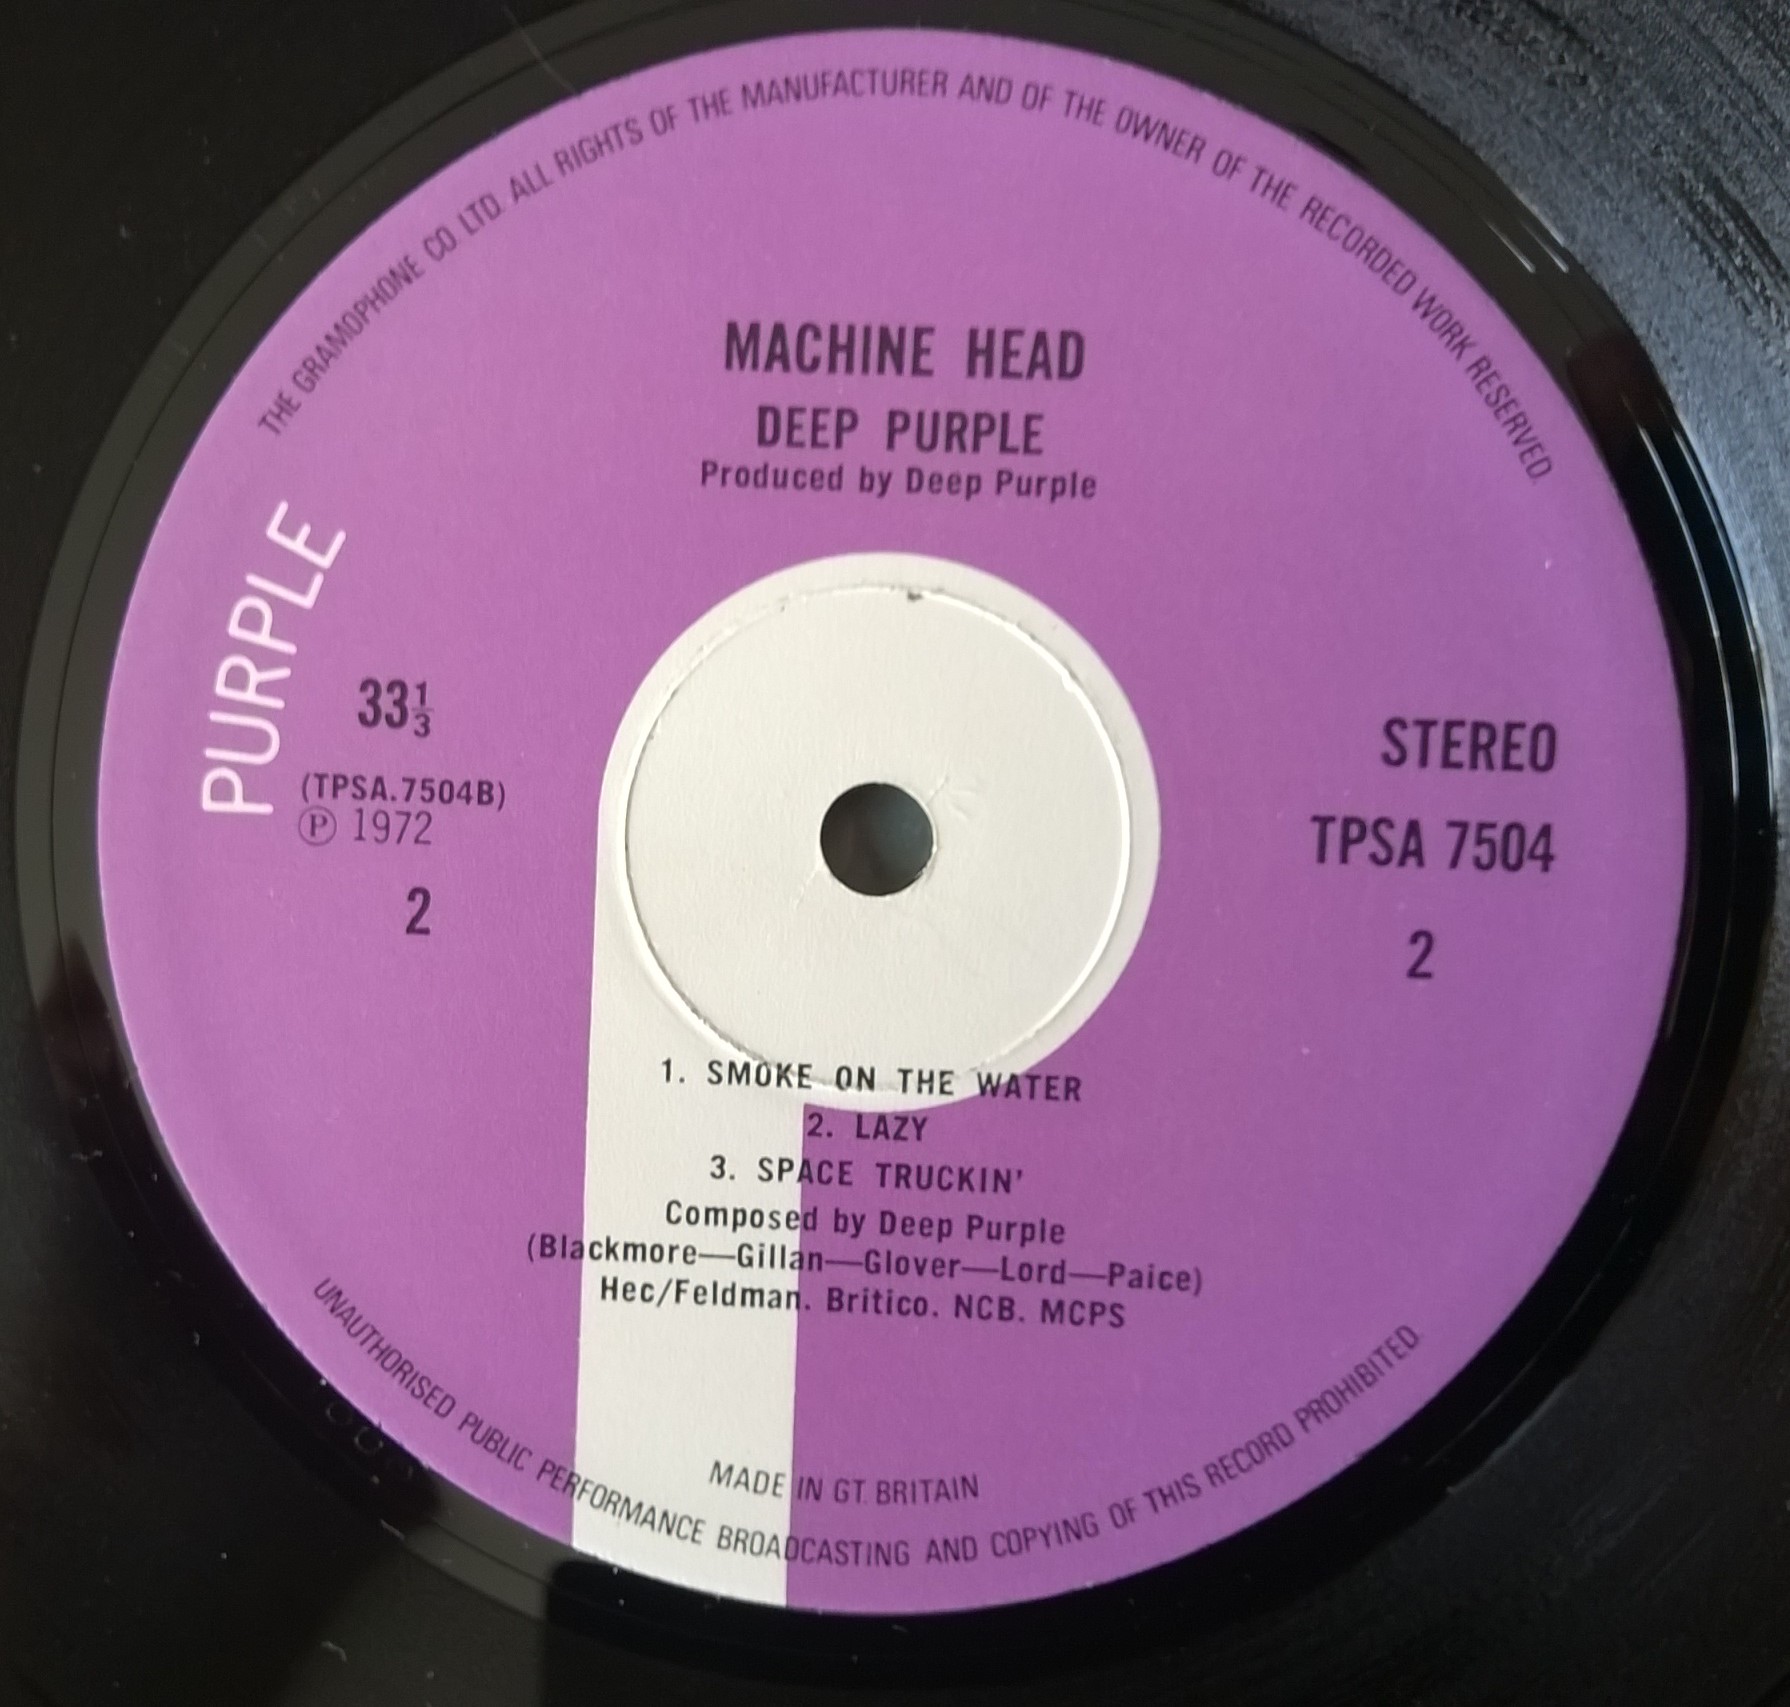 THE GRAMOPHONE CO. LTD. ALL RIGHTS OF THE MANUFACTURER AND OF THE OWNER OF THE RECORDED WORK RESERVED.
MACHINE HEAD
DEEP PURPLE
Produced by Deep Purple
PURPLE
33⅓
(TPSA.7504B)
Ⓟ 1972
2
STEREO
TPSA 7504
2
1. SMOKE ON THE WATER
2. LAZY
3. SPACE TRUCKIN'
Composed by Deep Purple
(Blackmore—Gillan—Glover—Lord—Paice)
Hec/Feldman. Britico. NCB. MCPS
MADE IN GT. BRITAIN
UNAUTHORISED PUBLIC PERFORMANCE BROADCASTING AND COPYING OF THIS RECORD PROHIBITED.